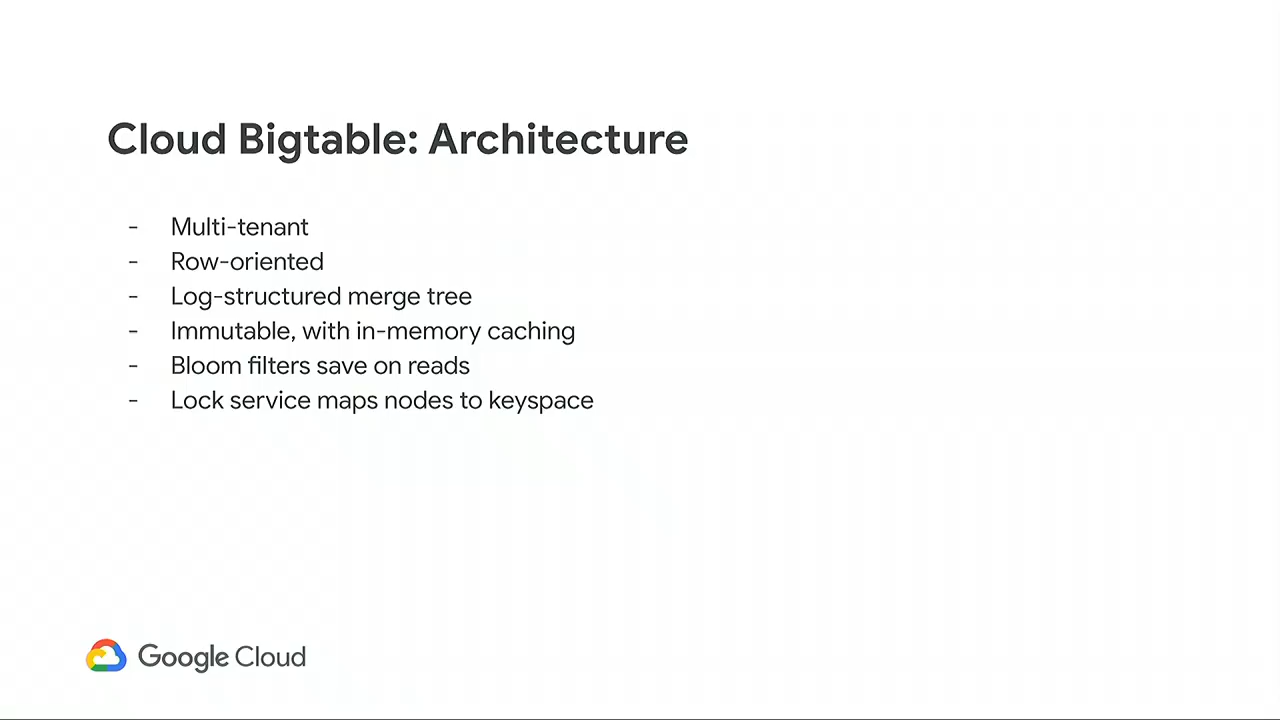 Cloud Bigtable: Architecture
- Multi-tenant
- Row-oriented
- Log-structured merge tree
- Immutable, with in-memory caching
- Bloom filters save on reads
- Lock service maps nodes to keyspace
Google Cloud